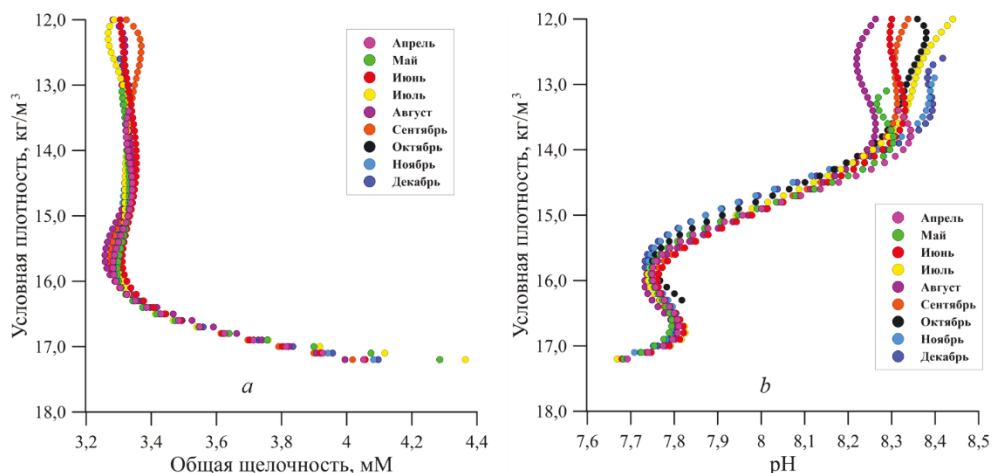 12,0
13,0
14,0
15,0
16,0
17,0
18,0
Условная плотность, кг/м³
Апрель
Май
Июнь
Июль
Август
Сентябрь
Октябрь
Ноябрь
Декабрь
a
3,2
3,4
3,6
3,8
4
4,2
4,4
Общая щелочность, мМ
12,0
13,0
14,0
15,0
16,0
17,0
18,0
Условная плотность, кг/м³
Апрель
Май
Июнь
Июль
Август
Сентябрь
Октябрь
Ноябрь
Декабрь
b
7,6
7,7
7,8
7,9
8
8,1
8,2
8,3
8,4
8,5
pH